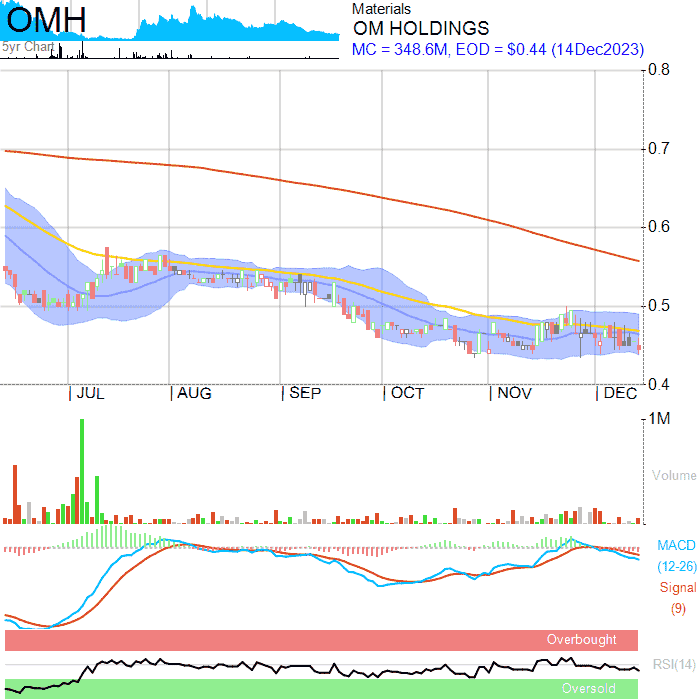 OMH
5yr Chart
Materials
OM HOLDINGS
MC = 348.6M, EOD = $0.44 (14Dec2023)
0.8
0.7
0.6
0.5
0.4
JUL AUG SEP OCT NOV DEC
1M
Volume
MACD
(12-26)
Signal
(9)
Overbought
RSI(14)
Oversold